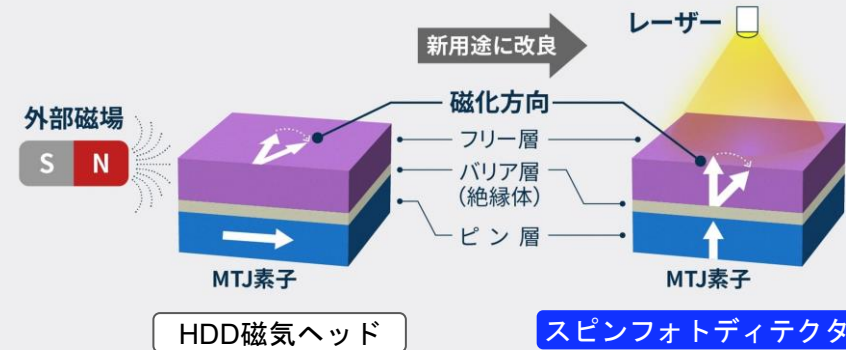 レーザー
新用途に改良
磁化方向
外部磁場
S N
フリー層
バリア層
(絶縁体)
ピン層
MTJ素子
MTJ素子
HDD磁気ヘッド
スピンフォトディテクタ